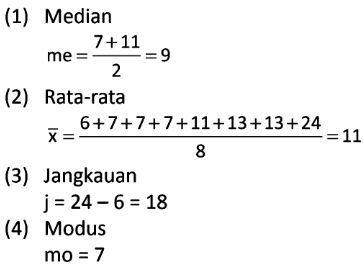 (1) Median
me = (7+11)/2 = 9
(2) Rata-rata
x̄ = (6+7+7+7+11+13+13+24)/8 = 11
(3) Jangkauan
j = 24 – 6 = 18
(4) Modus
mo = 7